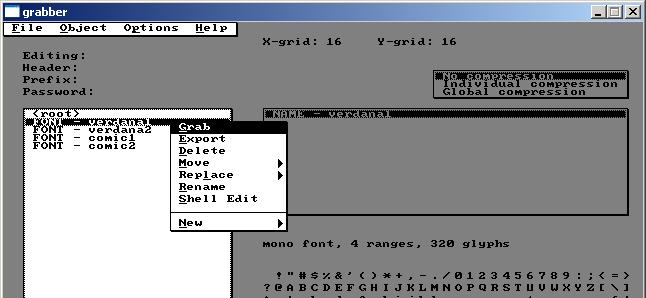 grabber
File Object Options Help
X-grid: 16 Y-grid: 16
Editing:
Header:
Prefix:
Password:
No compression
Individual compression
Global compression
<root>
FONT - verdana1
FONT - verdana2
FONT - comic1
FONT - comic2
NAME - verdana1
Grab
Export
Delete
Move
Replace
Rename
Shell Edit
New
mono font, 4 ranges, 320 glyphs
!"#$%&'()*+,-./0123456789:;<=>
?@ABCDEFGHIJKLMNOPQRSTUVWXYZ[\]